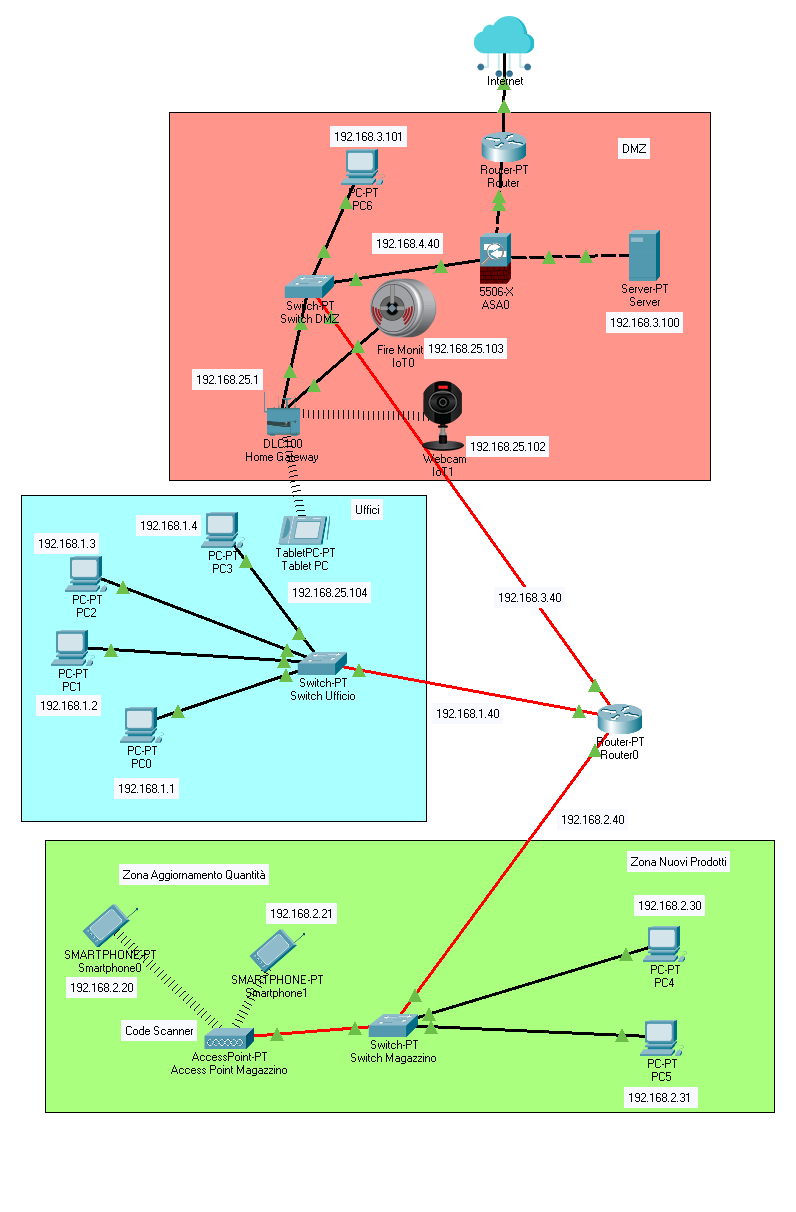 Internet
192.168.3.101
DMZ
Router-PT
Router
PC-PT
PC6
192.168.4.40
5506-X
ASA0
Server-PT
Server
192.168.3.100
Switch-PT
Switch DMZ
Fire Monit
IoT0
192.168.25.103
192.168.25.1
DLC100
Home Gateway
192.168.25.102
Webcam
IoT1
Uffici
192.168.1.4
192.168.1.3
PC-PT
PC3
TabletPC-PT
Tablet PC
192.168.25.104
PC-PT
PC2
192.168.3.40
PC-PT
PC1
192.168.1.2
Switch-PT
Switch Ufficio
192.168.1.40
PC-PT
PC0
192.168.1.1
Router-PT
Router0
192.168.2.40
Zona Aggiornamento Quantità
Zona Nuovi Prodotti
192.168.2.21
192.168.2.30
SMARTPHONE-PT
Smartphone0
192.168.2.20
SMARTPHONE-PT
Smartphone1
PC-PT
PC4
Code Scanner
AccessPoint-PT
Access Point Magazzino
Switch-PT
Switch Magazzino
PC-PT
PC5
192.168.2.31